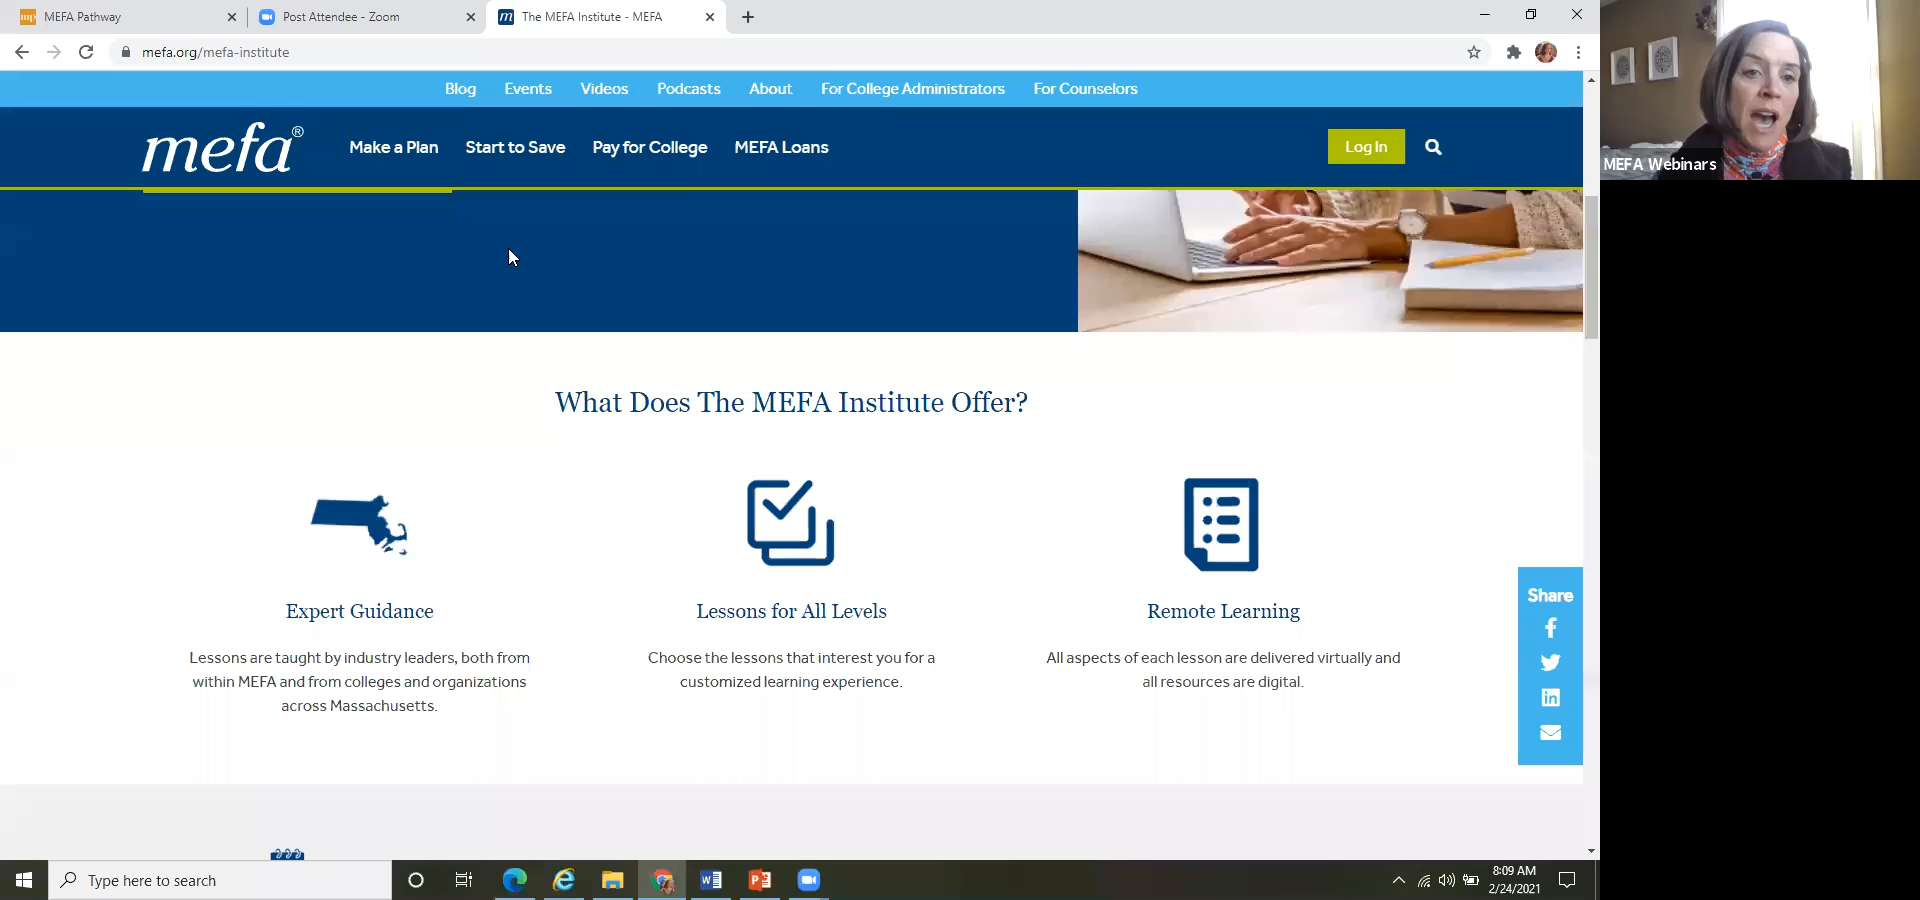 MEFA Pathway
Post Attendee - Zoom
The MEFA Institute - MEFA
mefa.org/mefa-institute
Blog Events Videos Podcasts About For College Administrators For Counselors
mefa® Make a Plan Start to Save Pay for College MEFA Loans Log In
MEFA Webinars
What Does The MEFA Institute Offer?
Expert Guidance
Lessons are taught by industry leaders, both from
within MEFA and from colleges and organizations
across Massachusetts.
Lessons for All Levels
Choose the lessons that interest you for a
customized learning experience.
Remote Learning
All aspects of each lesson are delivered virtually and
all resources are digital.
Share
Type here to search
8:09 AM
2/24/2021